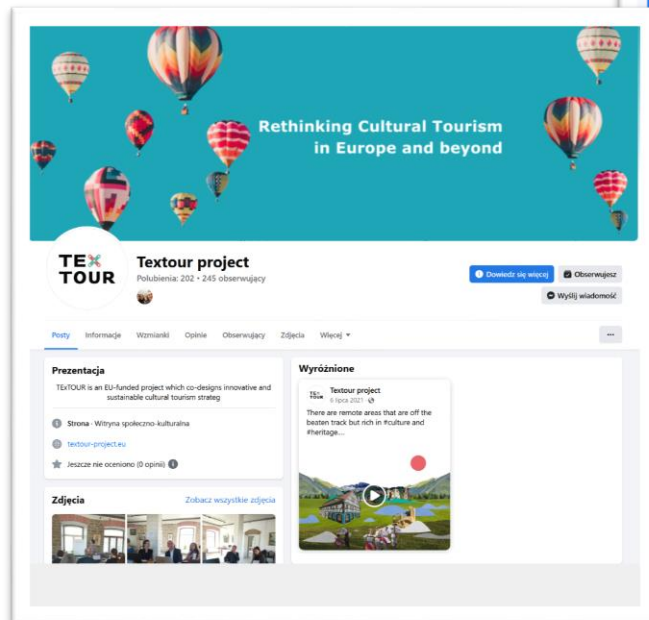 Rethinking Cultural Tourism
in Europe and beyond
TEX
TOUR
Textour project
Polubienia: 202 • 245 obserwujący
Dowiedz się więcej
Obserwujesz
Wyślij wiadomość
Posty Informacje Wzmianki Opinie Obserwujący Zdjęcia Więcej
Prezentacja
TExTOUR is an EU-funded project which co-designs innovative and
sustainable cultural tourism strateg
Strona · Witryna społeczno-kulturalna
textour-project.eu
Jeszcze nie oceniono (0 opinii)
Zdjęcia
Zobacz wszystkie zdjęcia
Wyróżnione
TEX
TOUR
Textour project
6 lipca 2021 ·
There are remote areas that are off the
beaten track but rich in #culture and
#heritage...